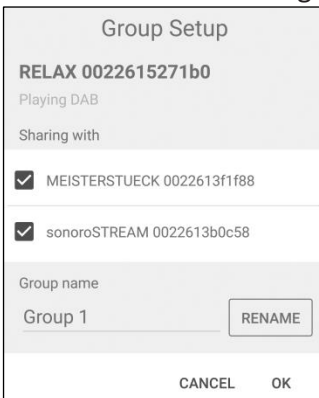 Group Setup
RELAX 0022615271b0
Playing DAB
Sharing with
MEISTERSTUECK 0022613f1f88
sonoroSTREAM 0022613b0c58
Group name
Group 1
RENAME
CANCEL OK